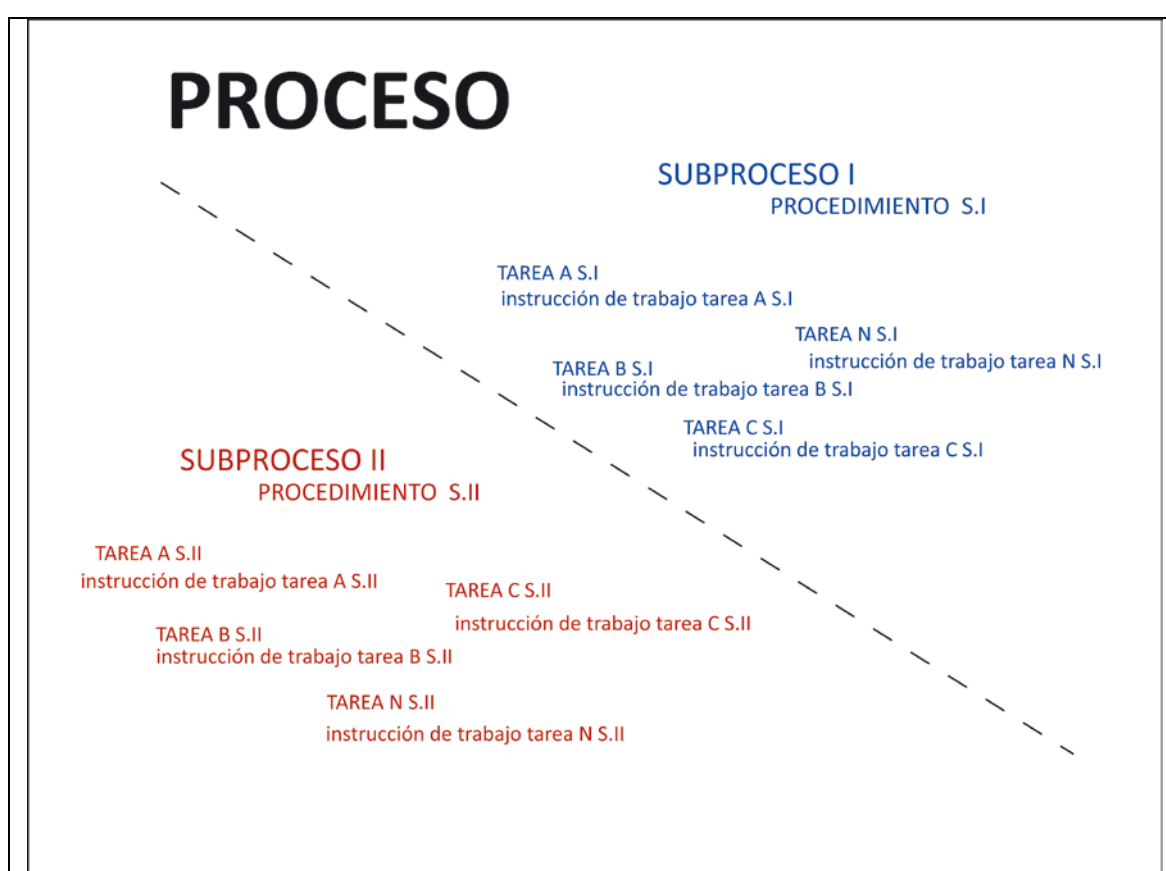 PROCESO
SUBPROCESO I
PROCEDIMIENTO S.I
TAREA A S.I
instrucción de trabajo tarea A S.I
TAREA N S.I
instrucción de trabajo tarea N S.I
TAREA B S.I
instrucción de trabajo tarea B S.I
TAREA C S.I
instrucción de trabajo tarea C S.I
SUBPROCESO II
PROCEDIMIENTO S.II
TAREA A S.II
instrucción de trabajo tarea A S.II
TAREA C S.II
instrucción de trabajo tarea C S.II
TAREA B S.II
instrucción de trabajo tarea B S.II
TAREA N S.II
instrucción de trabajo tarea N S.II